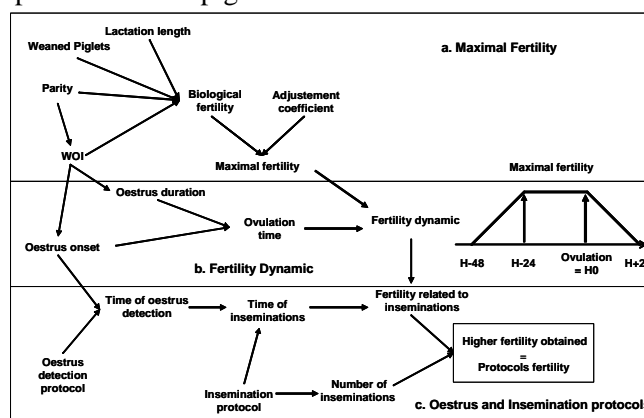 Lactation length
Weaned Piglets
a. Maximal Fertility
Parity
Biological
fertility
Adjustement
coefficient
WOI
Maximal fertility
Maximal fertility
Oestrus duration
Ovulation
time
Fertility dynamic
Oestrus onset
b. Fertility Dynamic
H-48
H-24
Ovulation
= H0
H+2
Time of oestrus
detection
Time of
inseminations
Fertility related to
inseminations
Higher fertility obtained
=
Protocols fertility
Oestrus
detection
protocol
Insemination
protocol
Number of
inseminations
c. Oestrus and Insemination protocol